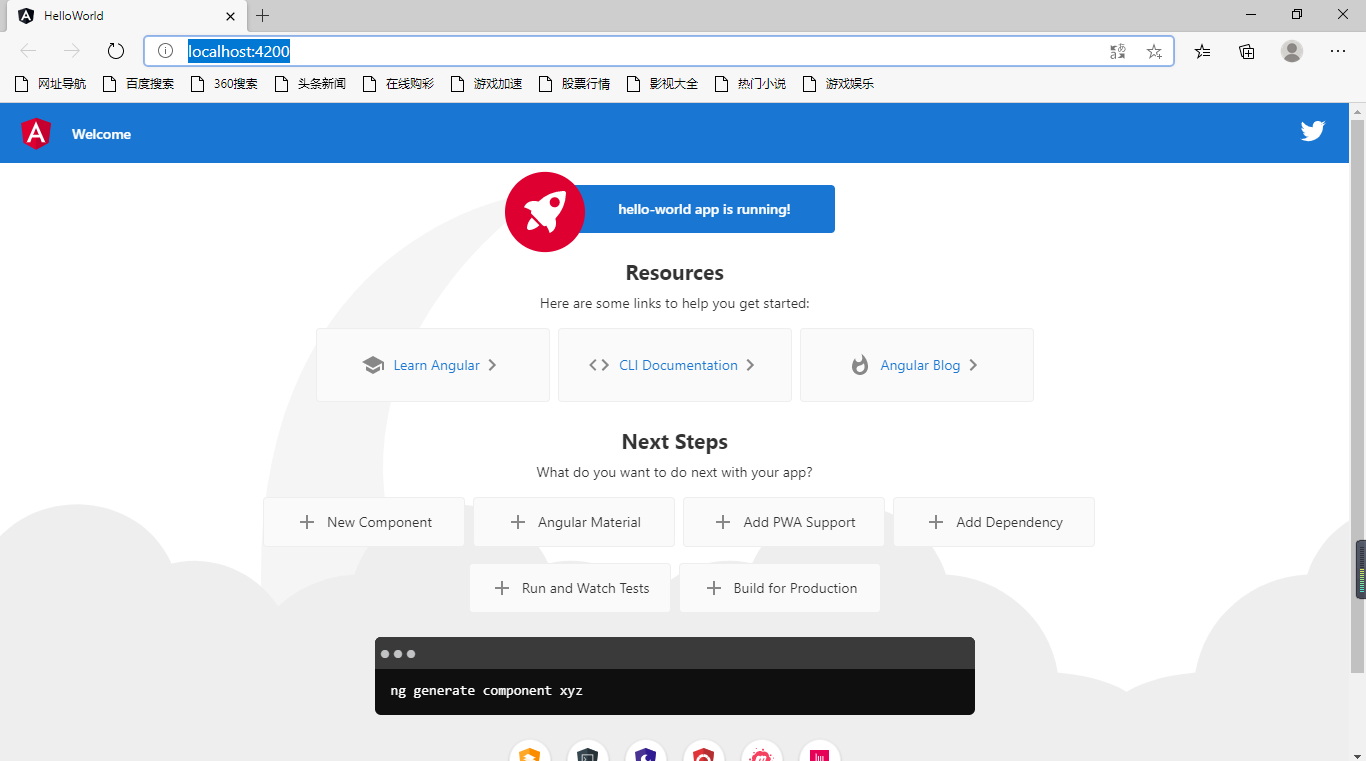 HelloWorld
localhost:4200
网址导航 百度搜索 360搜索 头条新闻 在线购彩 游戏加速 股票行情 影视大全 热门小说 游戏娱乐
Welcome
hello-world app is running!
Resources
Here are some links to help you get started:
Learn Angular CLI Documentation Angular Blog
Next Steps
What do you want to do next with your app?
New Component Angular Material Add PWA Support Add Dependency
Run and Watch Tests Build for Production
ng generate component xyz